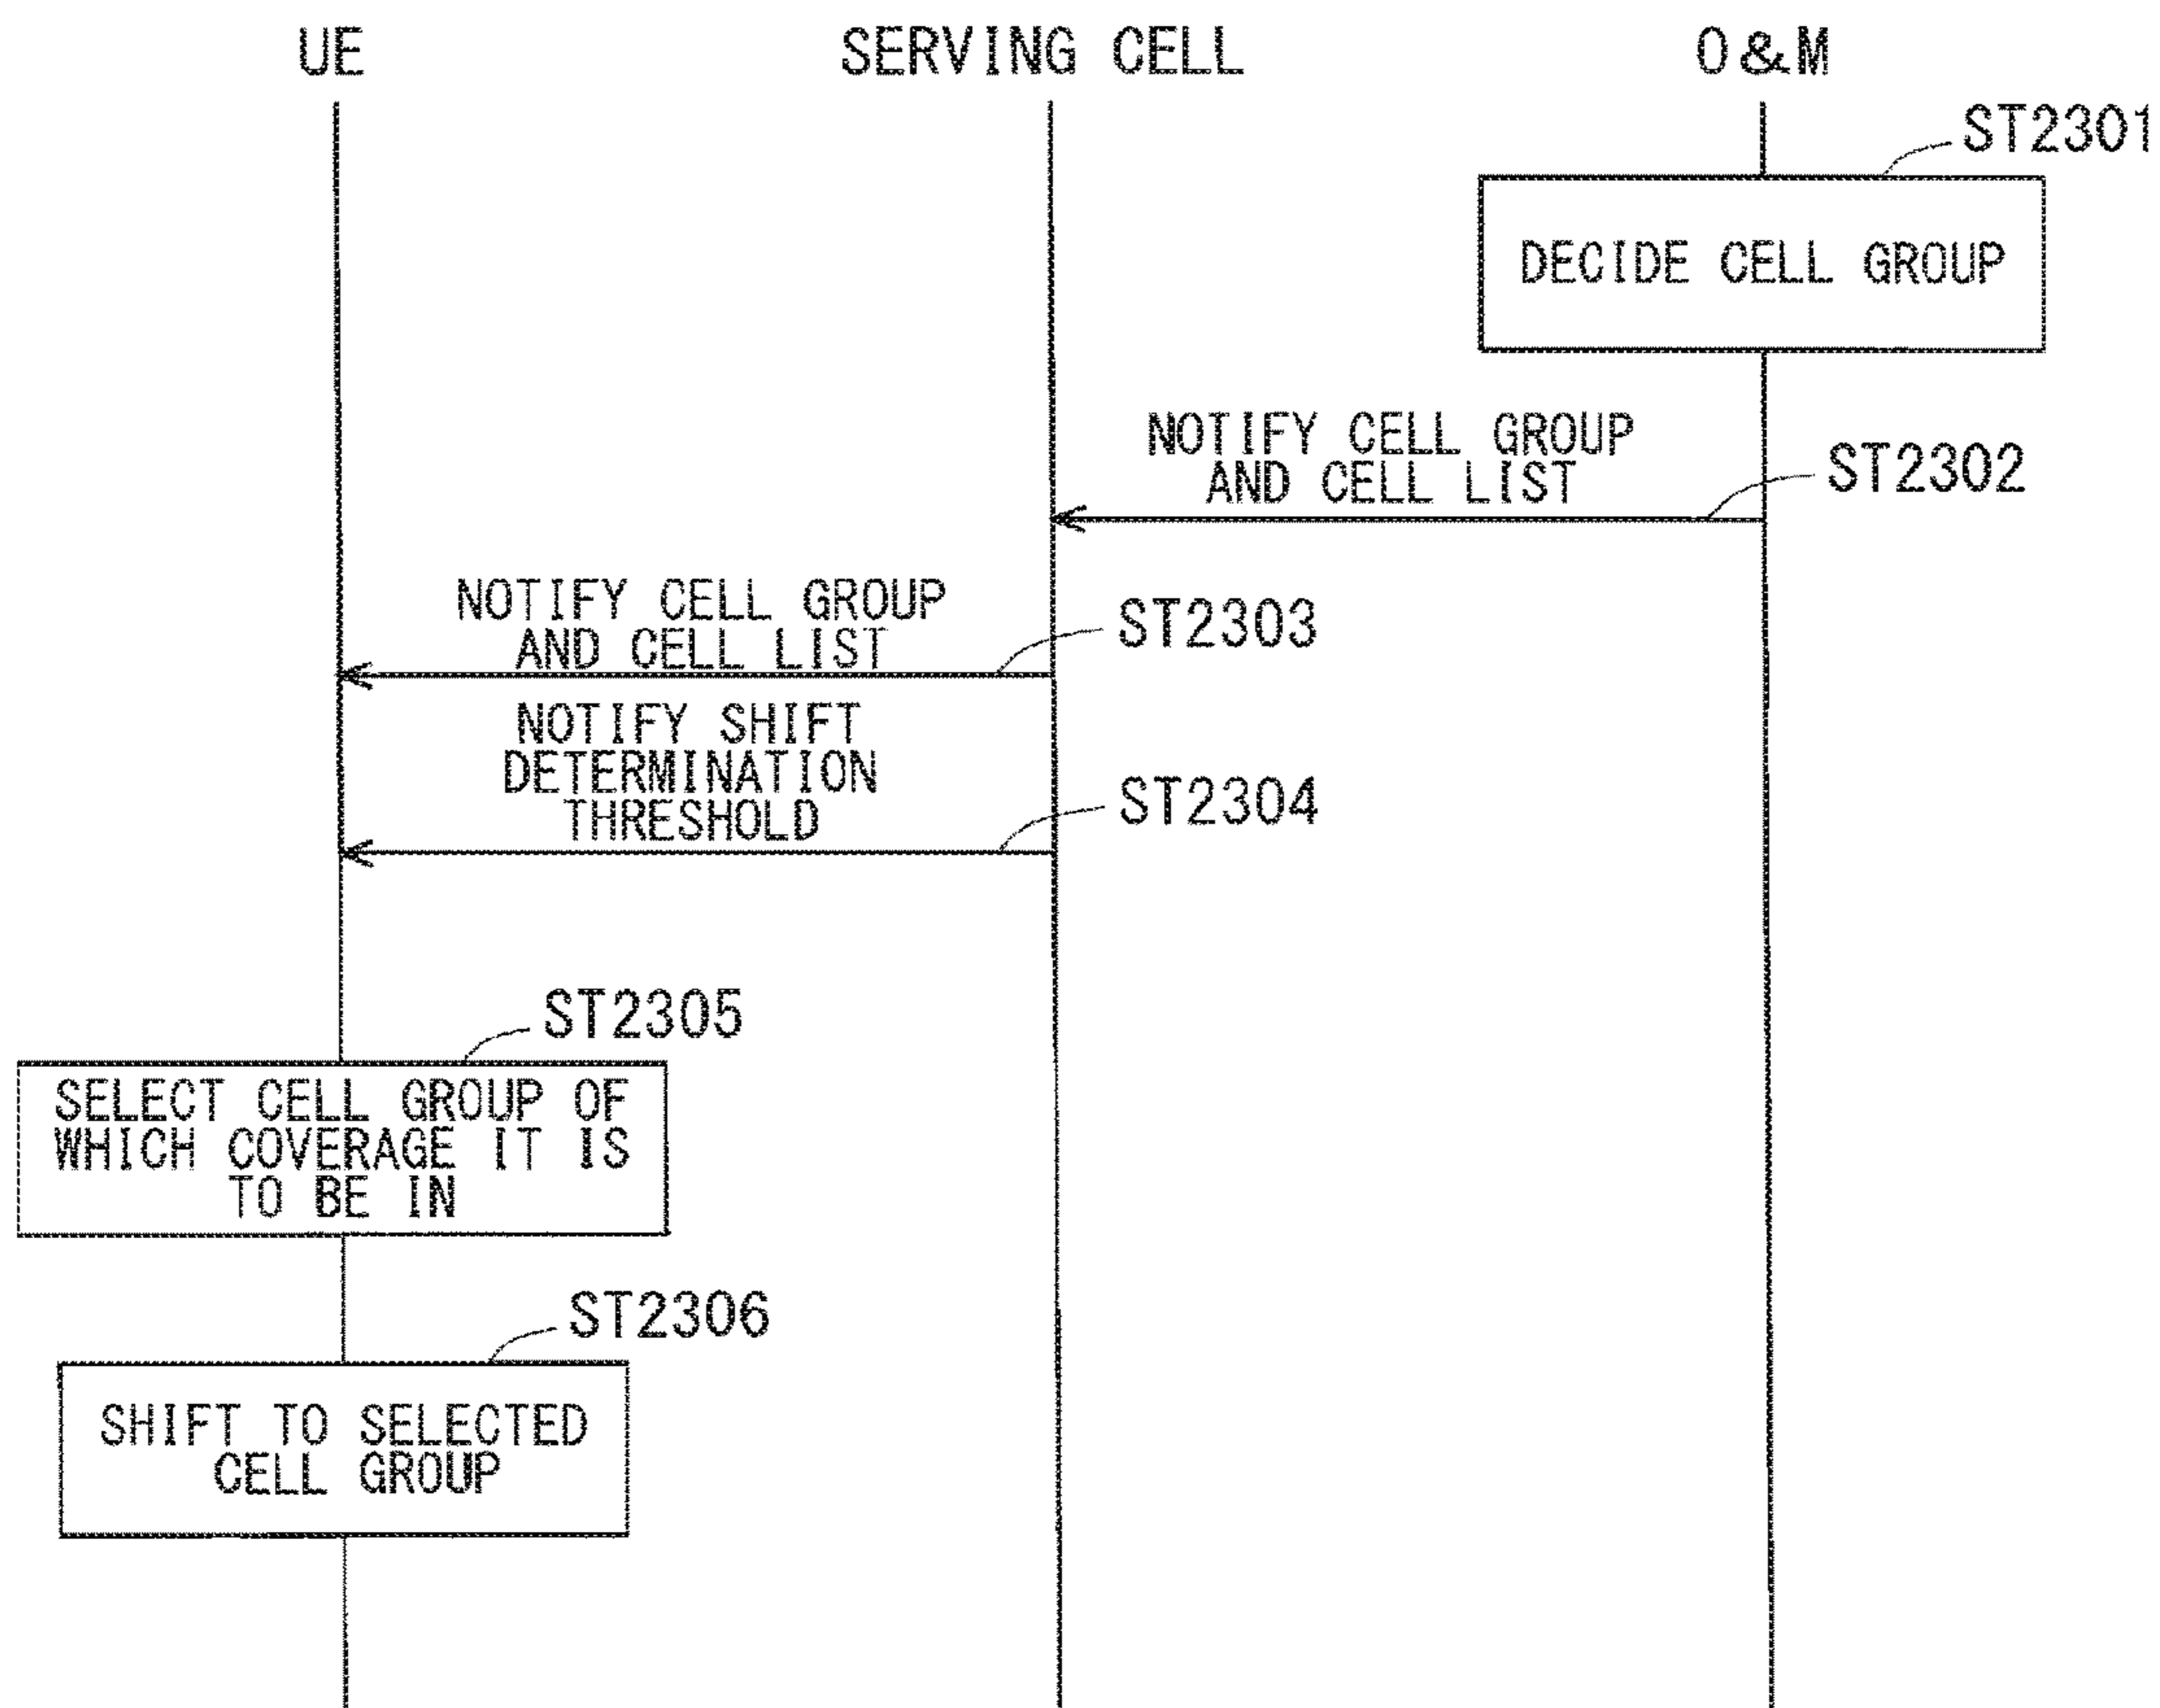 UE
SERVING CELL
O&M
ST2301
DECIDE CELL GROUP
NOTIFY CELL GROUP
AND CELL LIST
ST2302
NOTIFY CELL GROUP
AND CELL LIST
ST2303
NOTIFY SHIFT
DETERMINATION
THRESHOLD
ST2304
ST2305
SELECT CELL GROUP OF
WHICH COVERAGE IT IS
TO BE IN
ST2306
SHIFT TO SELECTED
CELL GROUP